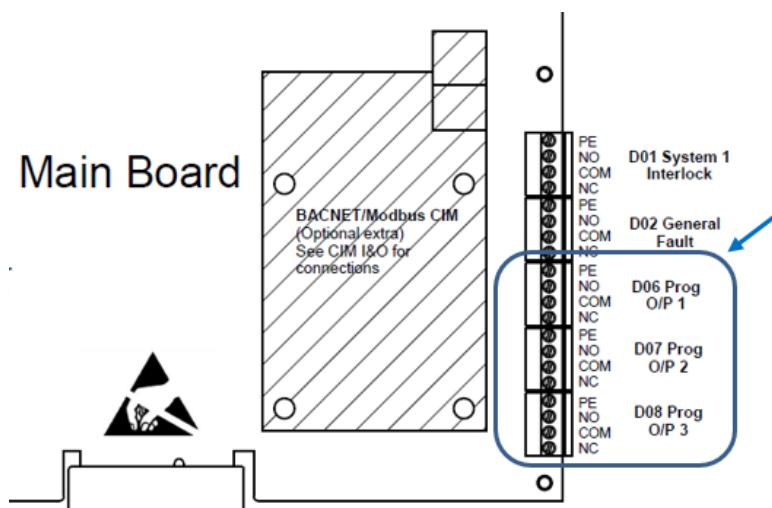 Main Board
BACNET/Modbus CIM
(Optional extra)
See CIM I&O for
connections
PE
NO
COM
NC
D01 System 1
Interlock
PE
NO
COM
NC
D02 General
Fault
PE
NO
COM
NC
D06 Prog
O/P 1
PE
NO
COM
NC
D07 Prog
O/P 2
PE
NO
COM
NC
D08 Prog
O/P 3